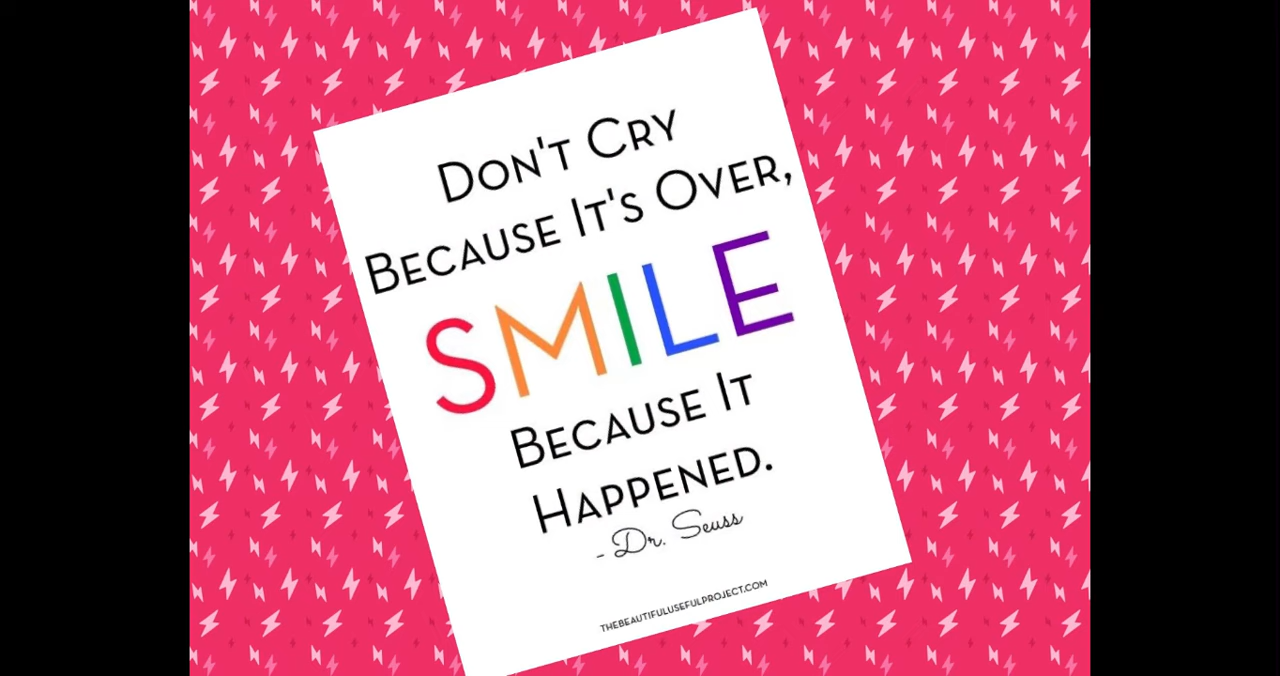 Don't Cry
Because It's Over,
SMILE
Because It
Happened.
- Dr. Seuss
THEBEAUTIFULUSEFULPROJECT.COM